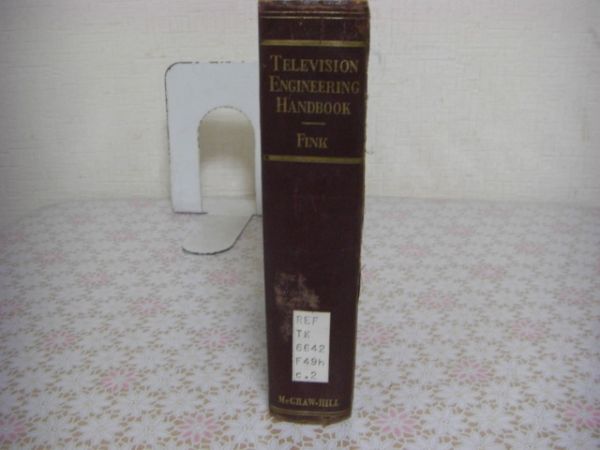 TELEVISION
ENGINEERING
HANDBOOK
FINK
REF
TK
6642
F49h
c.2
McGRAW-HILL